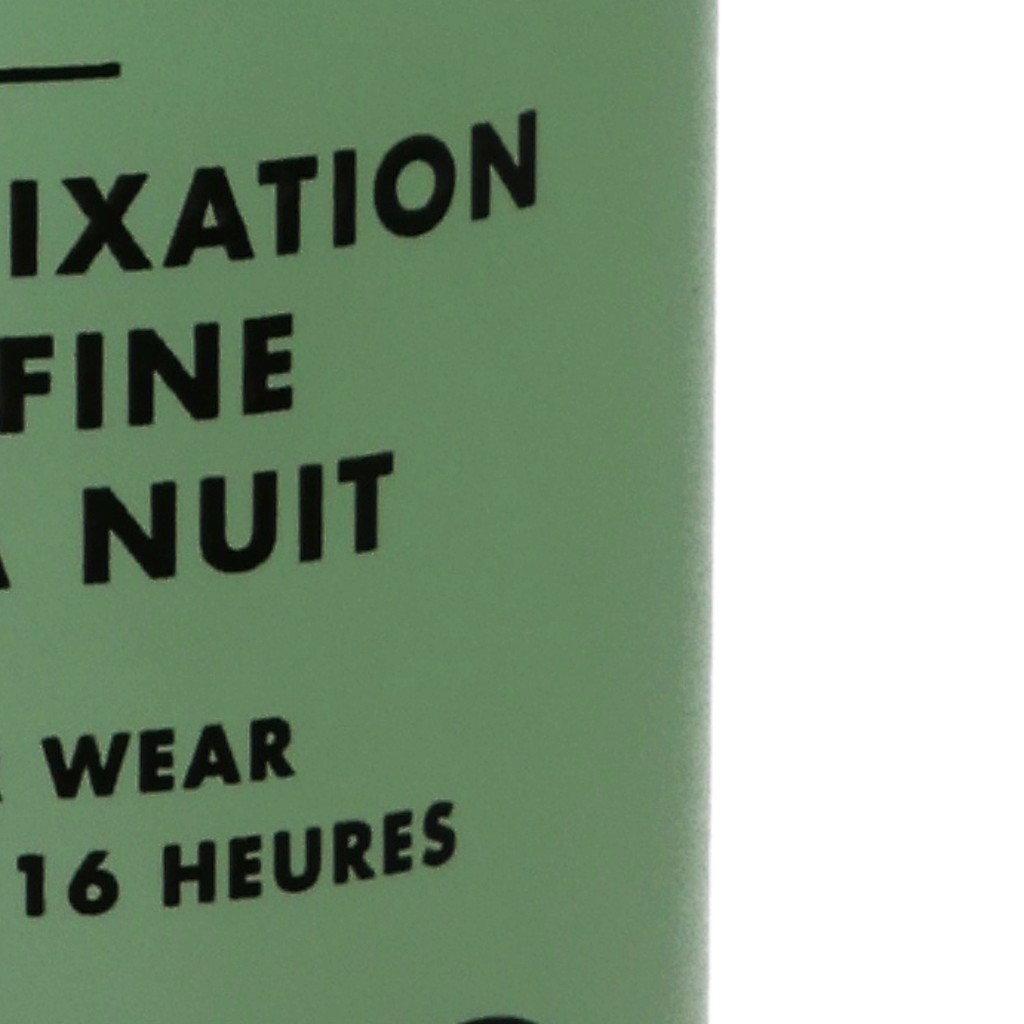 IXATION
FINE
NUIT
WEAR
16 HEURES